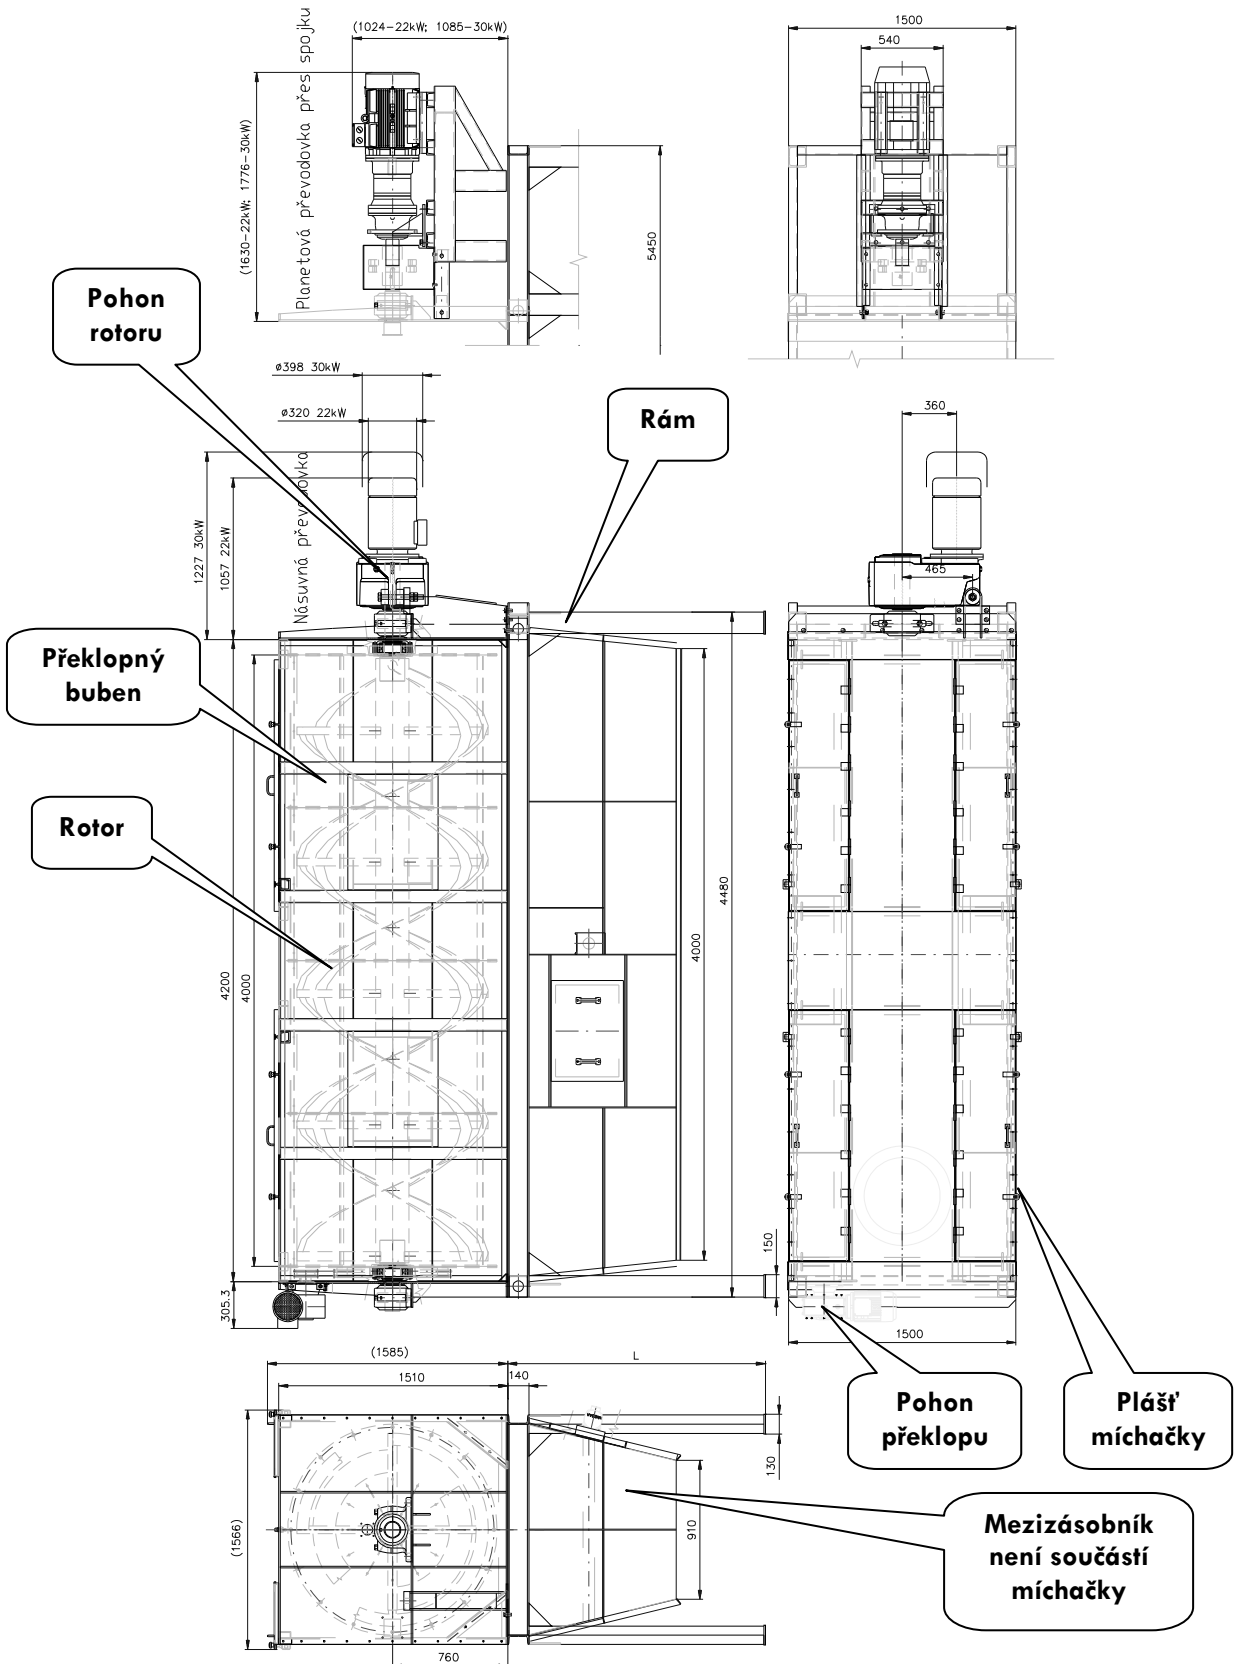 (1024-22kW; 1085-30kW)
(1630-22kW; 1776-30kW)
Planetová převodovka přes spojku
5450
1500
540
Pohon
rotoru
Ø398 30kW
Ø320 22kW
1227 30kW
1057 22kW
Násuvná převodovka
Rám
360
465
Překlopný
buben
Rotor
4200
4000
4480
4000
150
305.3
1500
(1585)
L
1510
140
130
(1566)
910
760
Pohon
překlopu
Plášť
míchačky
Mezizásobník
není součástí
míchačky